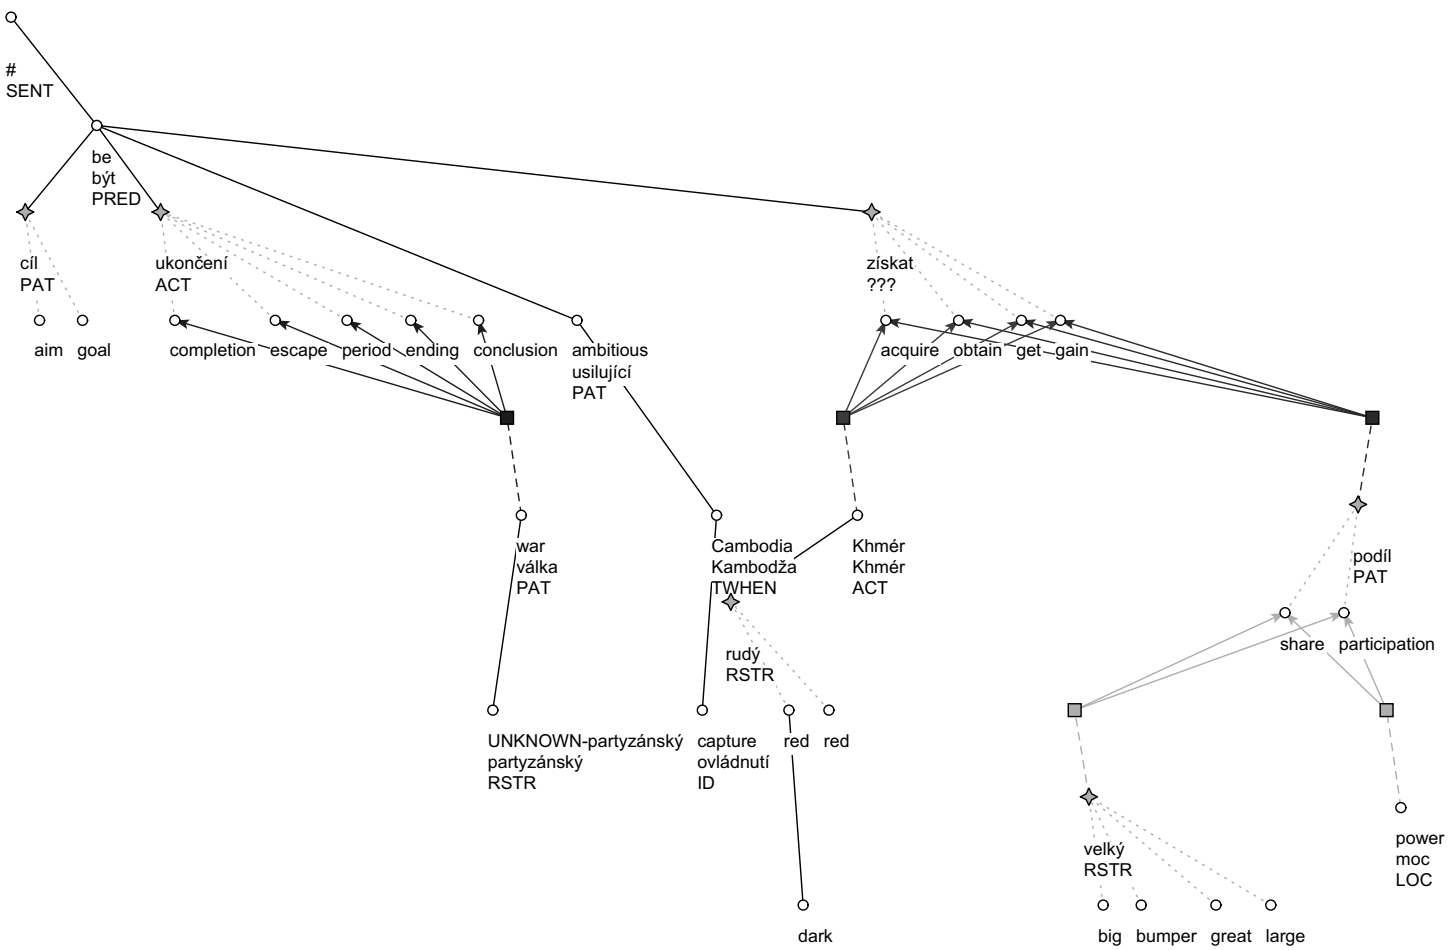 #
SENT
be
být
PRED
cíl
PAT
ukončení
ACT
získat
???
aim goal
completion escape period ending conclusion
ambitious
usilující
PAT
acquire obtain get gain
war
válka
PAT
Cambodia
Kambodža
TWHEN
Khmér
Khmér
ACT
podíl
PAT
rudý
RSTR
share participation
UNKNOWN-partyzánský
partyzánský
RSTR
capture
ovládnutí
ID
red red
velký
RSTR
power
moc
LOC
dark
big bumper great large